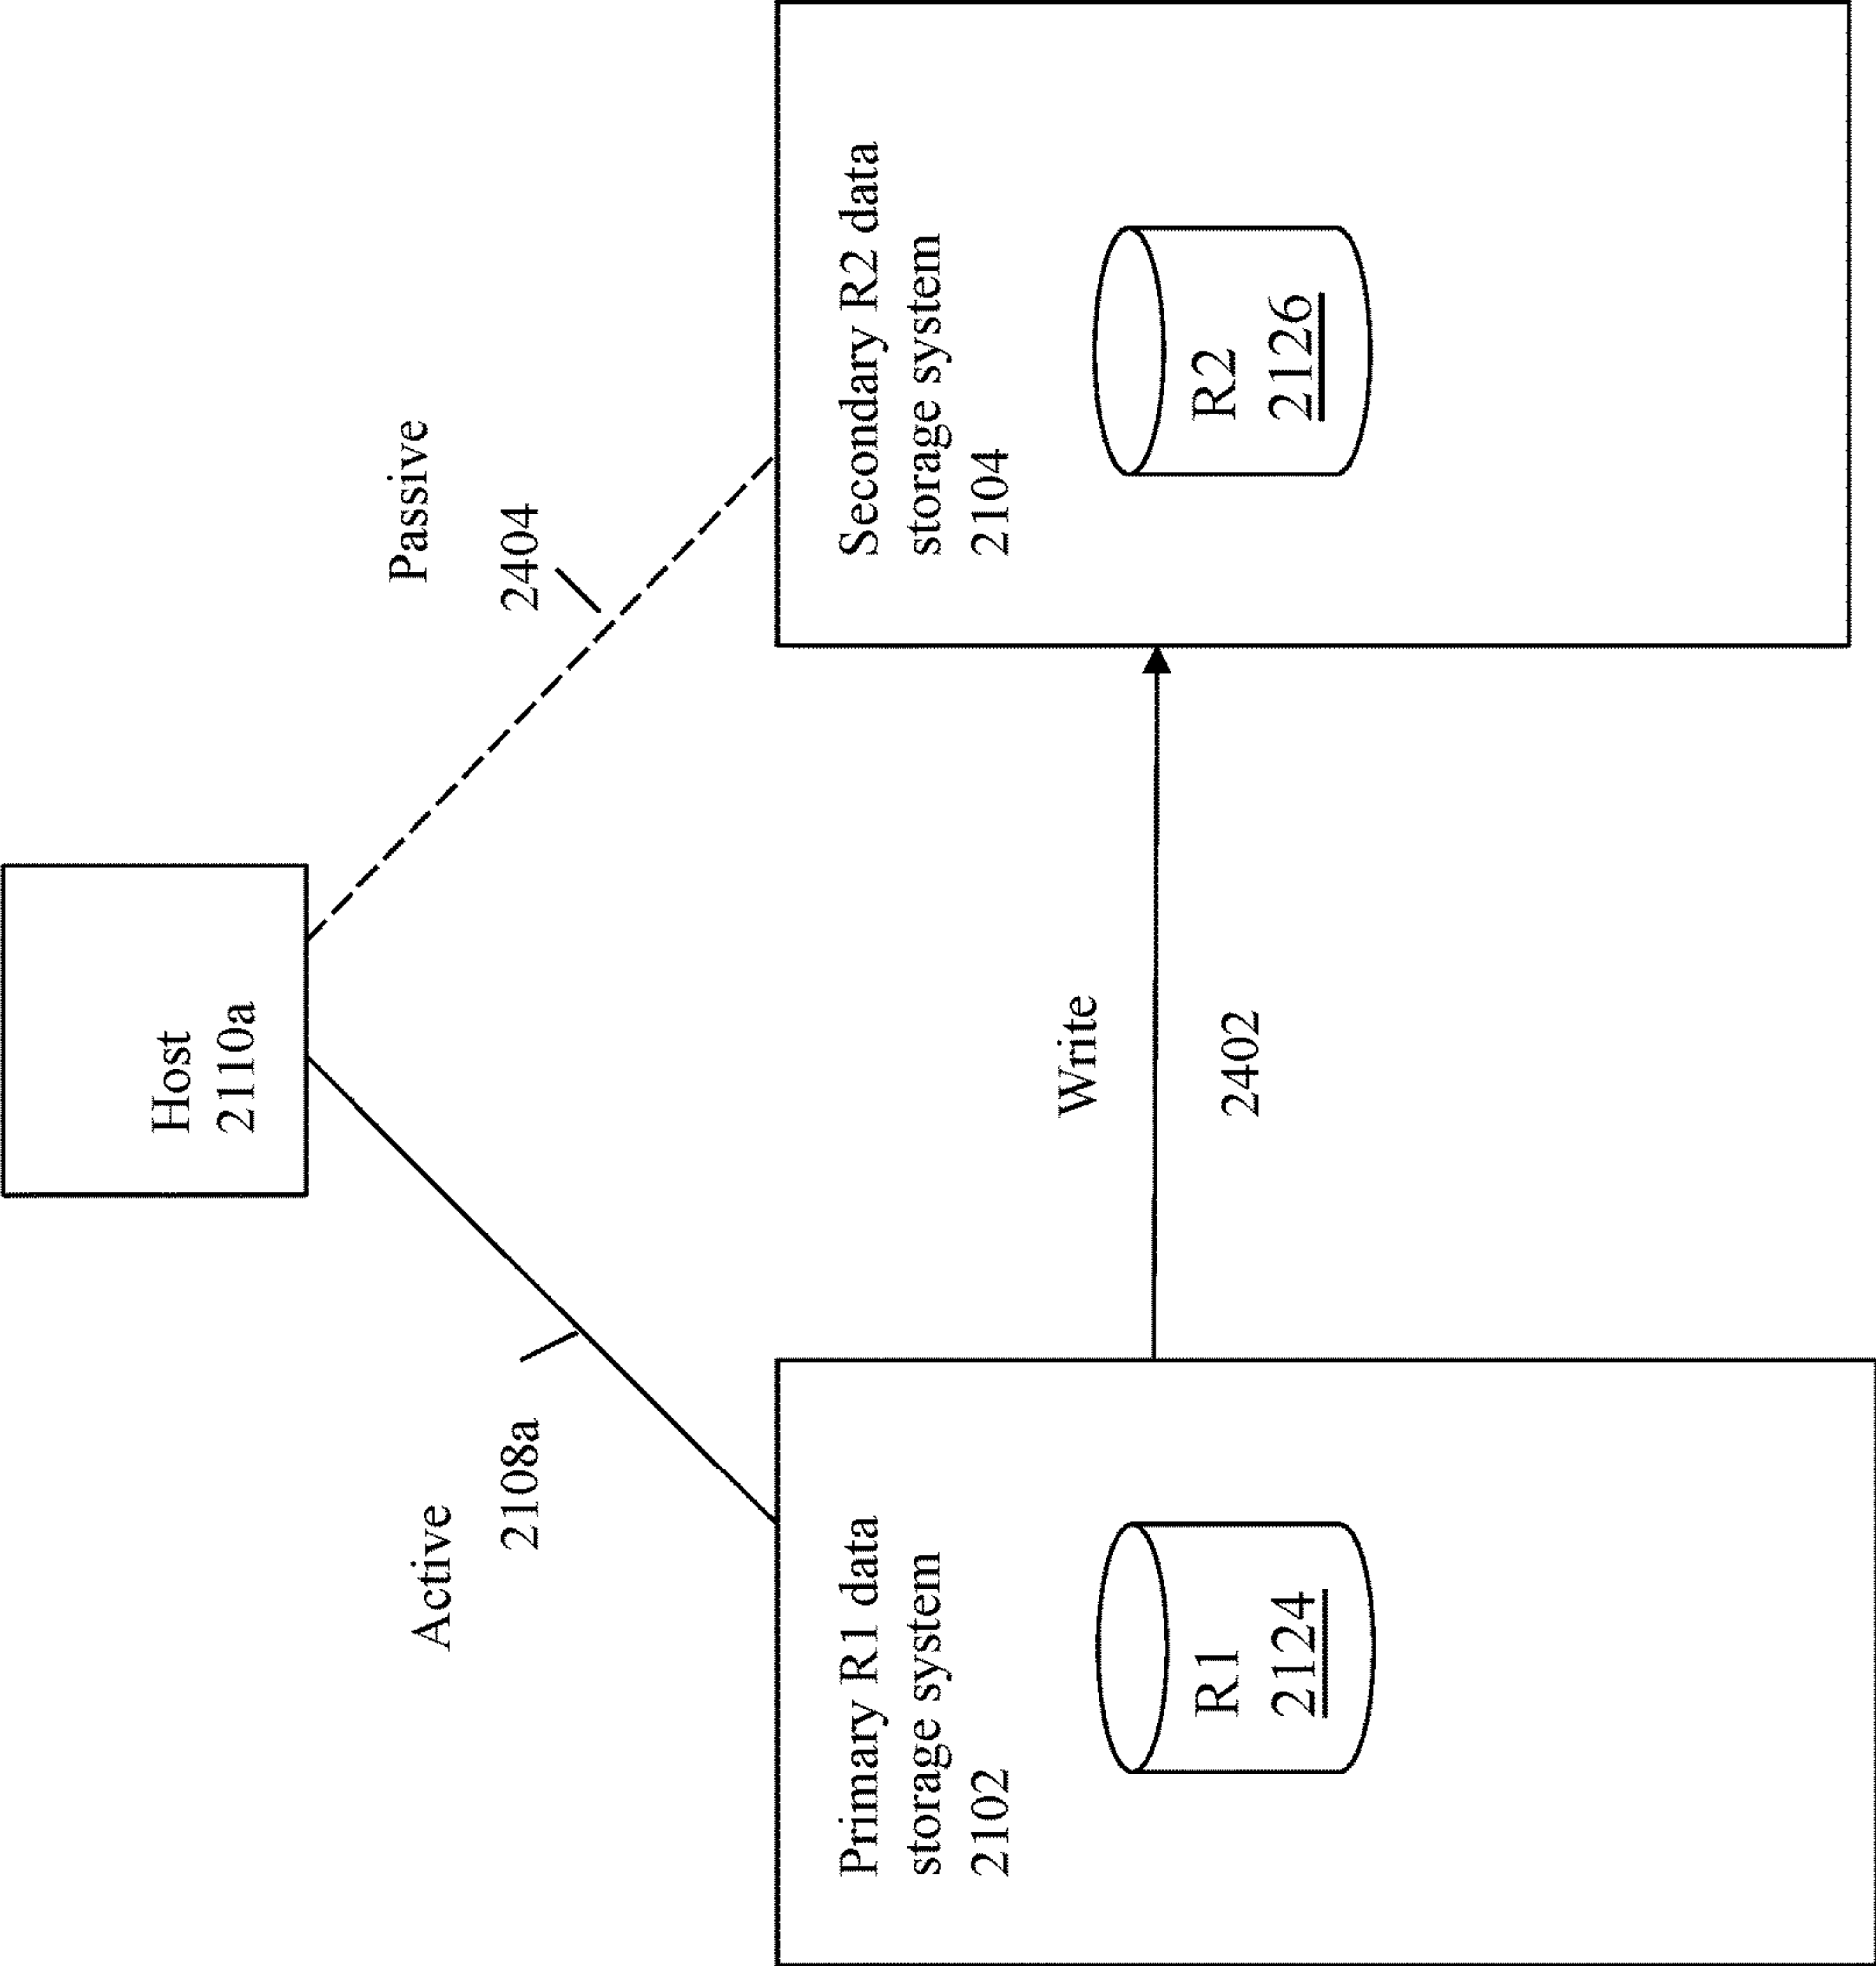 Host
2110a
Active
2108a
Passive
2404
Primary R1 data
storage system
2102
R1
2124
Write
2402
Secondary R2 data
storage system
2104
R2
2126